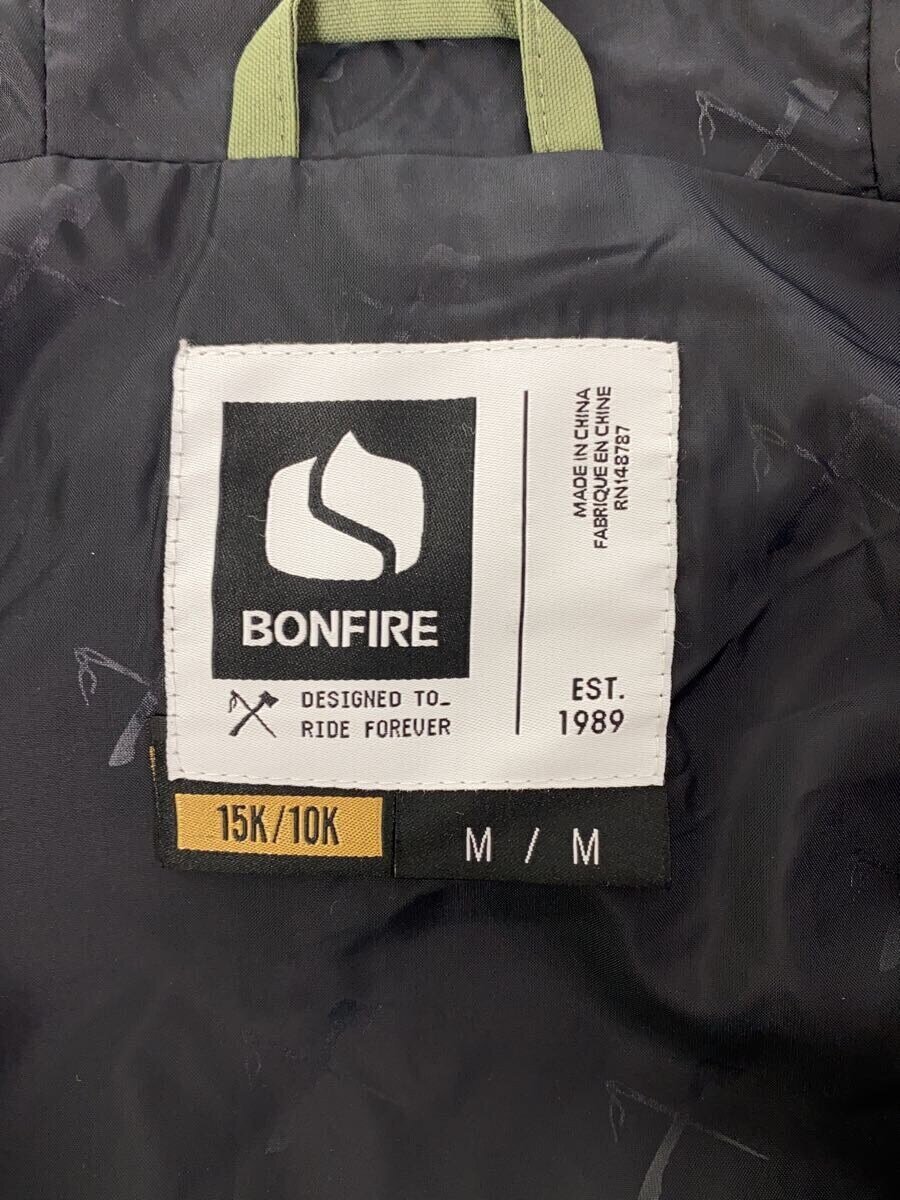 BONFIRE
DESIGNED TO_
RIDE FOREVER
MADE IN CHINA
FABRIQUE EN CHINE
RN148787
EST.
1989
15K/10K
M / M